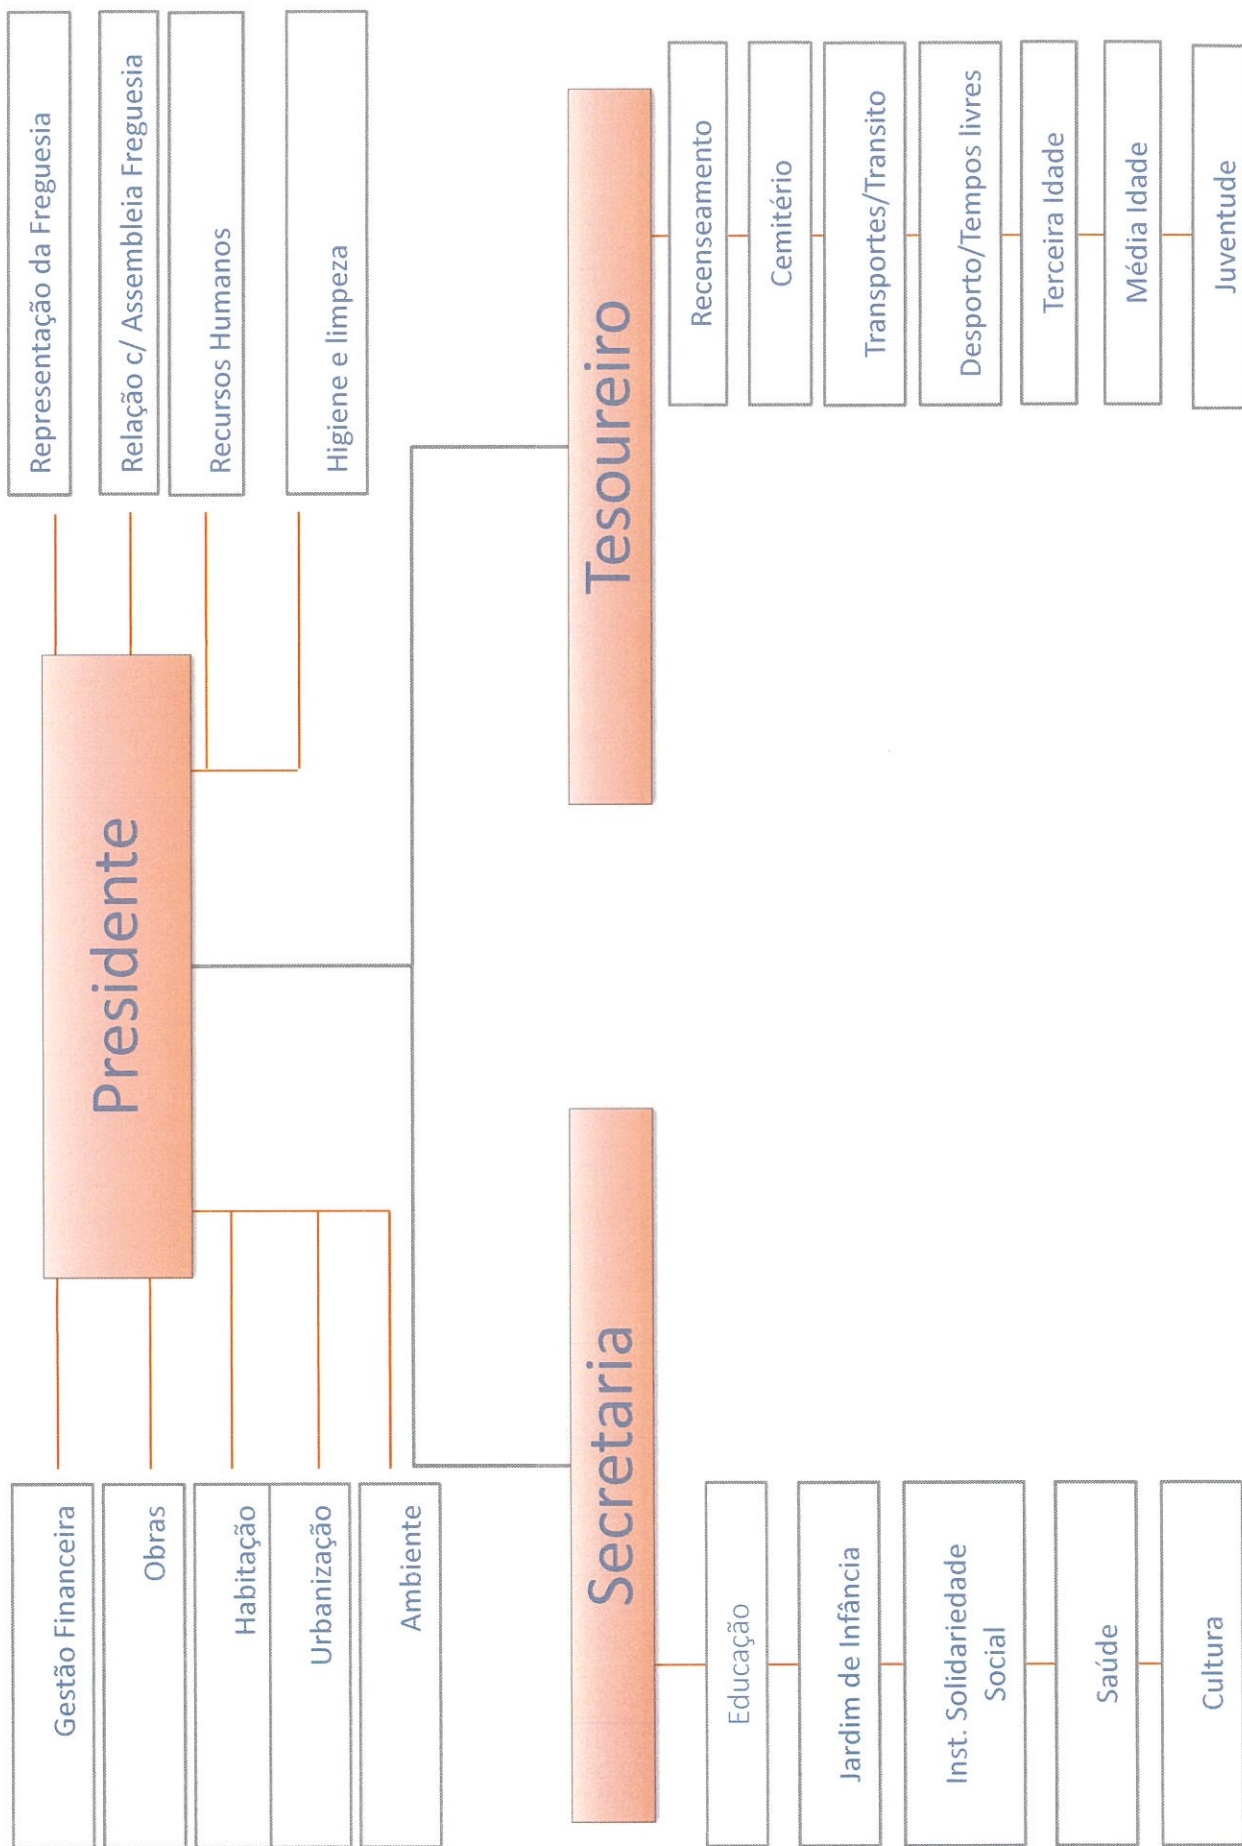 Presidente
Gestão Financeira
Obras
Habitação
Urbanização
Ambiente
Representação da Freguesia
Relação c/ Assembleia Freguesia
Recursos Humanos
Higiene e limpeza
Secretaria
Educação
Jardim de Infância
Inst. Solidariedade
Social
Saúde
Cultura
Tesoureiro
Recenseamento
Cemitério
Transportes/Transito
Desporto/Tempos livres
Terceira Idade
Média Idade
Juventude